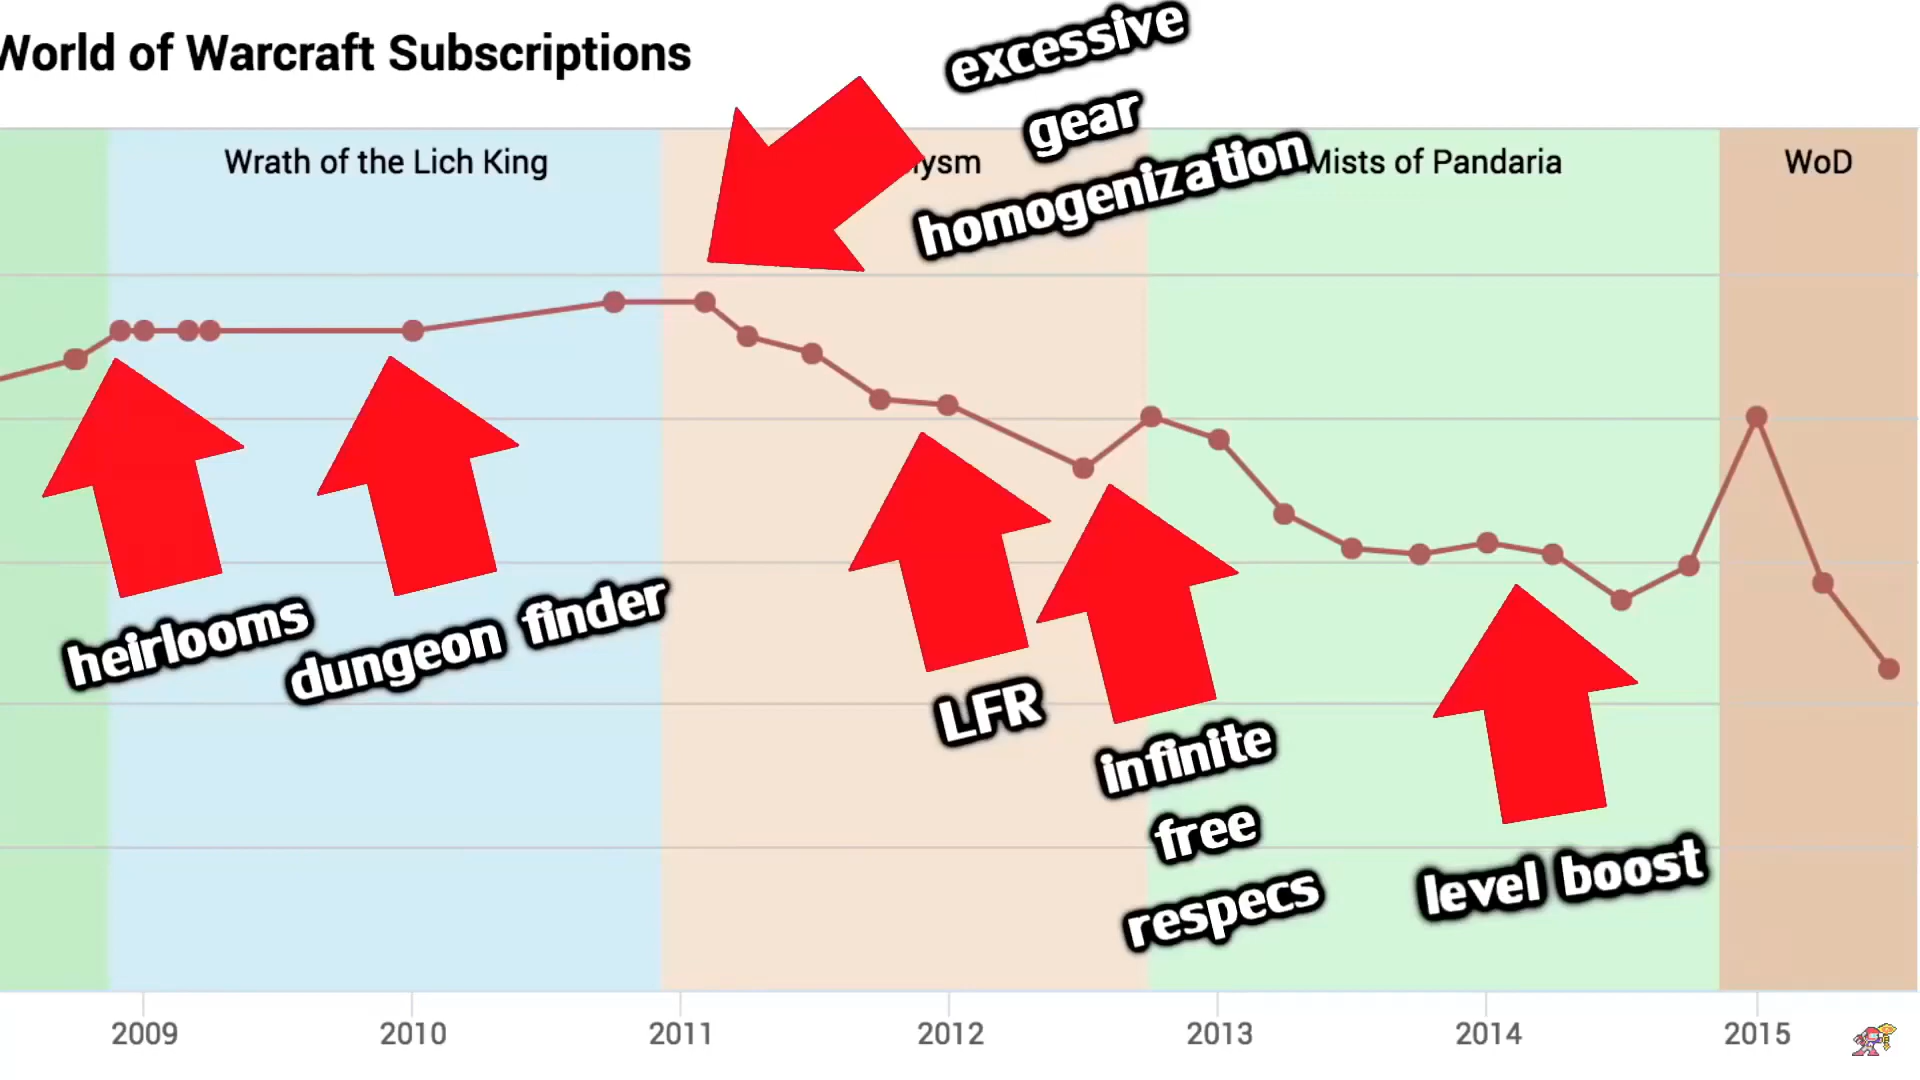 World of Warcraft Subscriptions
excessive
gear
homogenization
Wrath of the Lich King
lysm
Mists of Pandaria
WoD
heirlooms
dungeon finder
LFR
infinite
free
respecs
level boost
2009
2010
2011
2012
2013
2014
2015